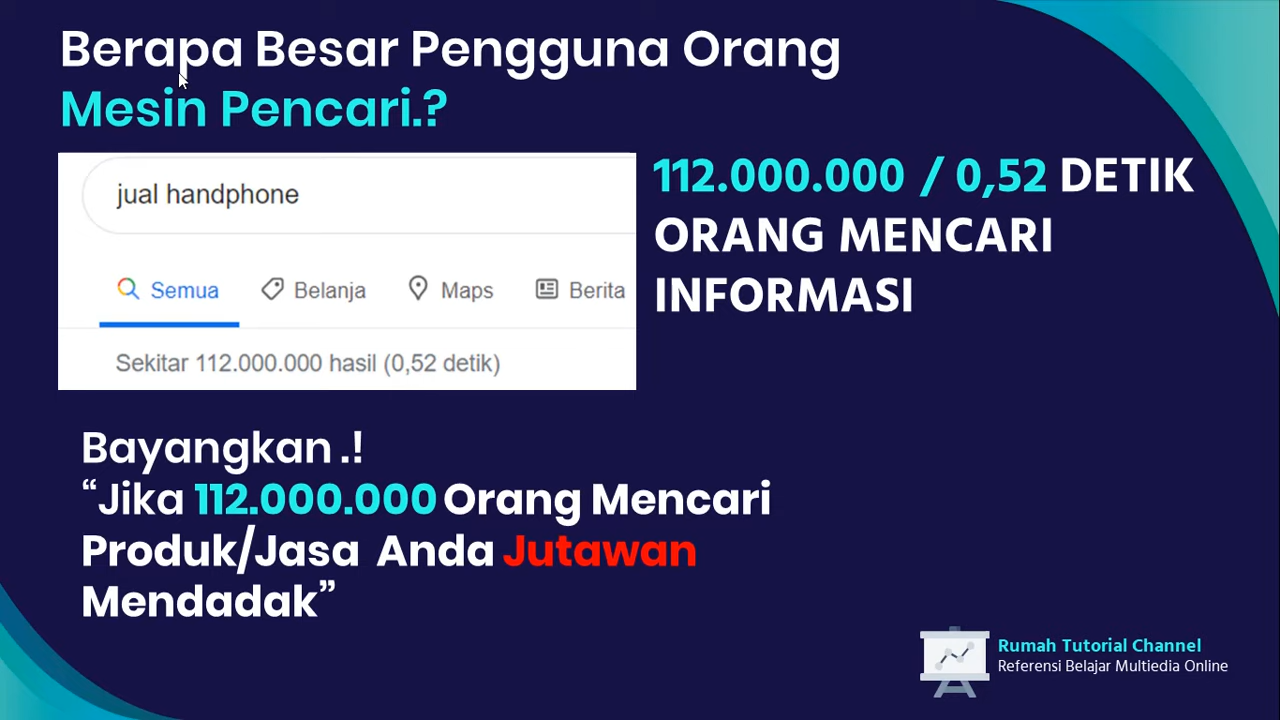 Berapa Besar Pengguna Orang
Mesin Pencari.?
jual handphone
Semua
Belanja
Maps
Berita
Sekitar 112.000.000 hasil (0,52 detik)
112.000.000 / 0,52 DETIK
ORANG MENCARI
INFORMASI
Bayangkan .!
“Jika 112.000.000 Orang Mencari
Produk/Jasa Anda Jutawan
Mendadak”
Rumah Tutorial Channel
Referensi Belajar Multiedia Online